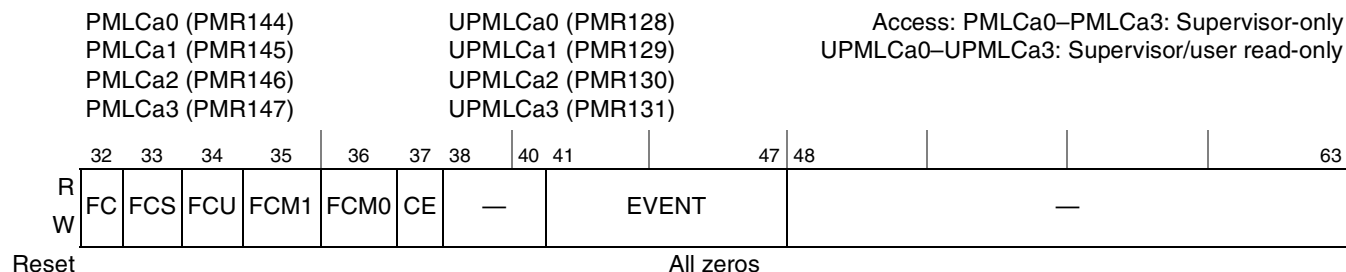 PMLCa0 (PMR144) UPMLCa0 (PMR128) Access: PMLCa0–PMLCa3: Supervisor-only
PMLCa1 (PMR145) UPMLCa1 (PMR129) UPMLCa0–UPMLCa3: Supervisor/user read-only
PMLCa2 (PMR146) UPMLCa2 (PMR130)
PMLCa3 (PMR147) UPMLCa3 (PMR131)
32 33 34 35 36 37 38 40 41 47 48 63
R
FC FCS FCU FCM1 FCM0 CE — EVENT —
W
Reset All zeros